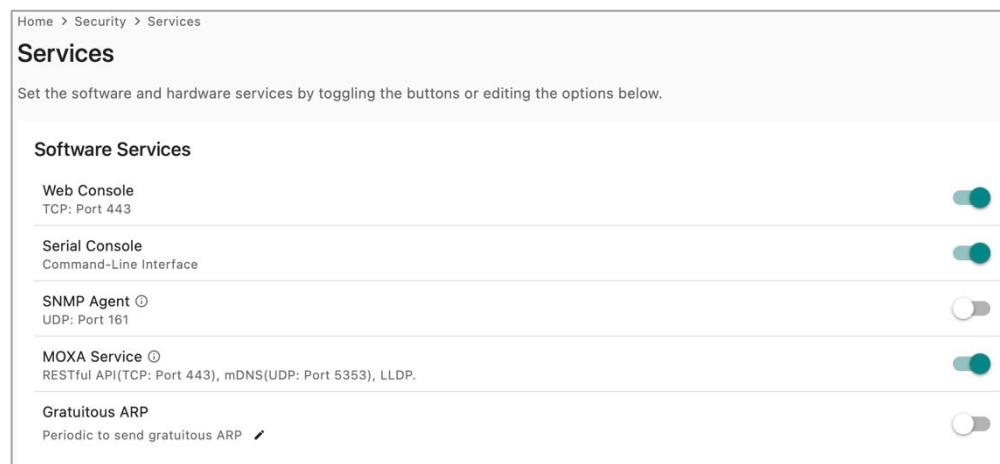 Home > Security > Services
Services
Set the software and hardware services by toggling the buttons or editing the options below.
Software Services
Web Console
TCP: Port 443
Serial Console
Command-Line Interface
SNMP Agent
UDP: Port 161
MOXA Service
RESTful API(TCP: Port 443), mDNS(UDP: Port 5353), LLDP.
Gratuitous ARP
Periodic to send gratuitous ARP